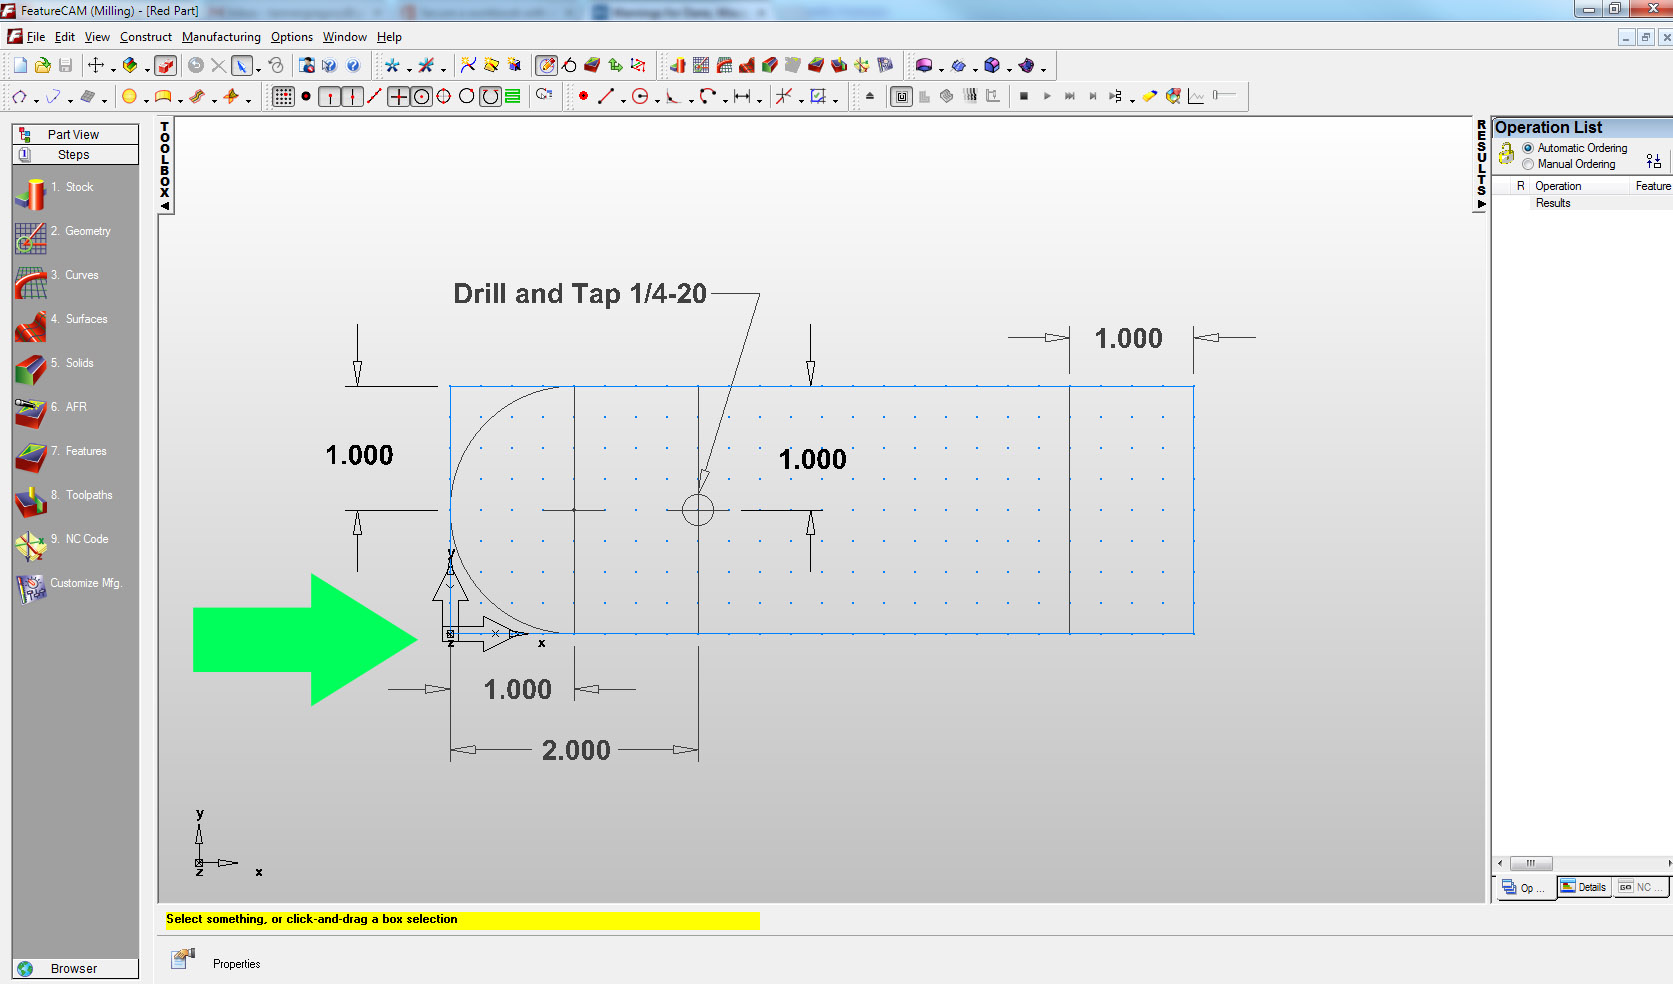 FeatureCAM (Milling) - [Red Part]
File Edit View Construct Manufacturing Options Window Help
Part View
Steps
1. Stock
2. Geometry
3. Curves
4. Surfaces
5. Solids
6. AFR
7. Features
8. Toolpaths
9. NC Code
Customize Mfg.
Browser
TOOLBOX
Drill and Tap 1/4-20
1.000
1.000
1.000
y
z
x
x
1.000
2.000
y
z
x
Select something, or click-and-drag a box selection
Properties
RESULTS
Operation List
Automatic Ordering
Manual Ordering
R Operation Feature
Results
Op ... Details GO NC ...